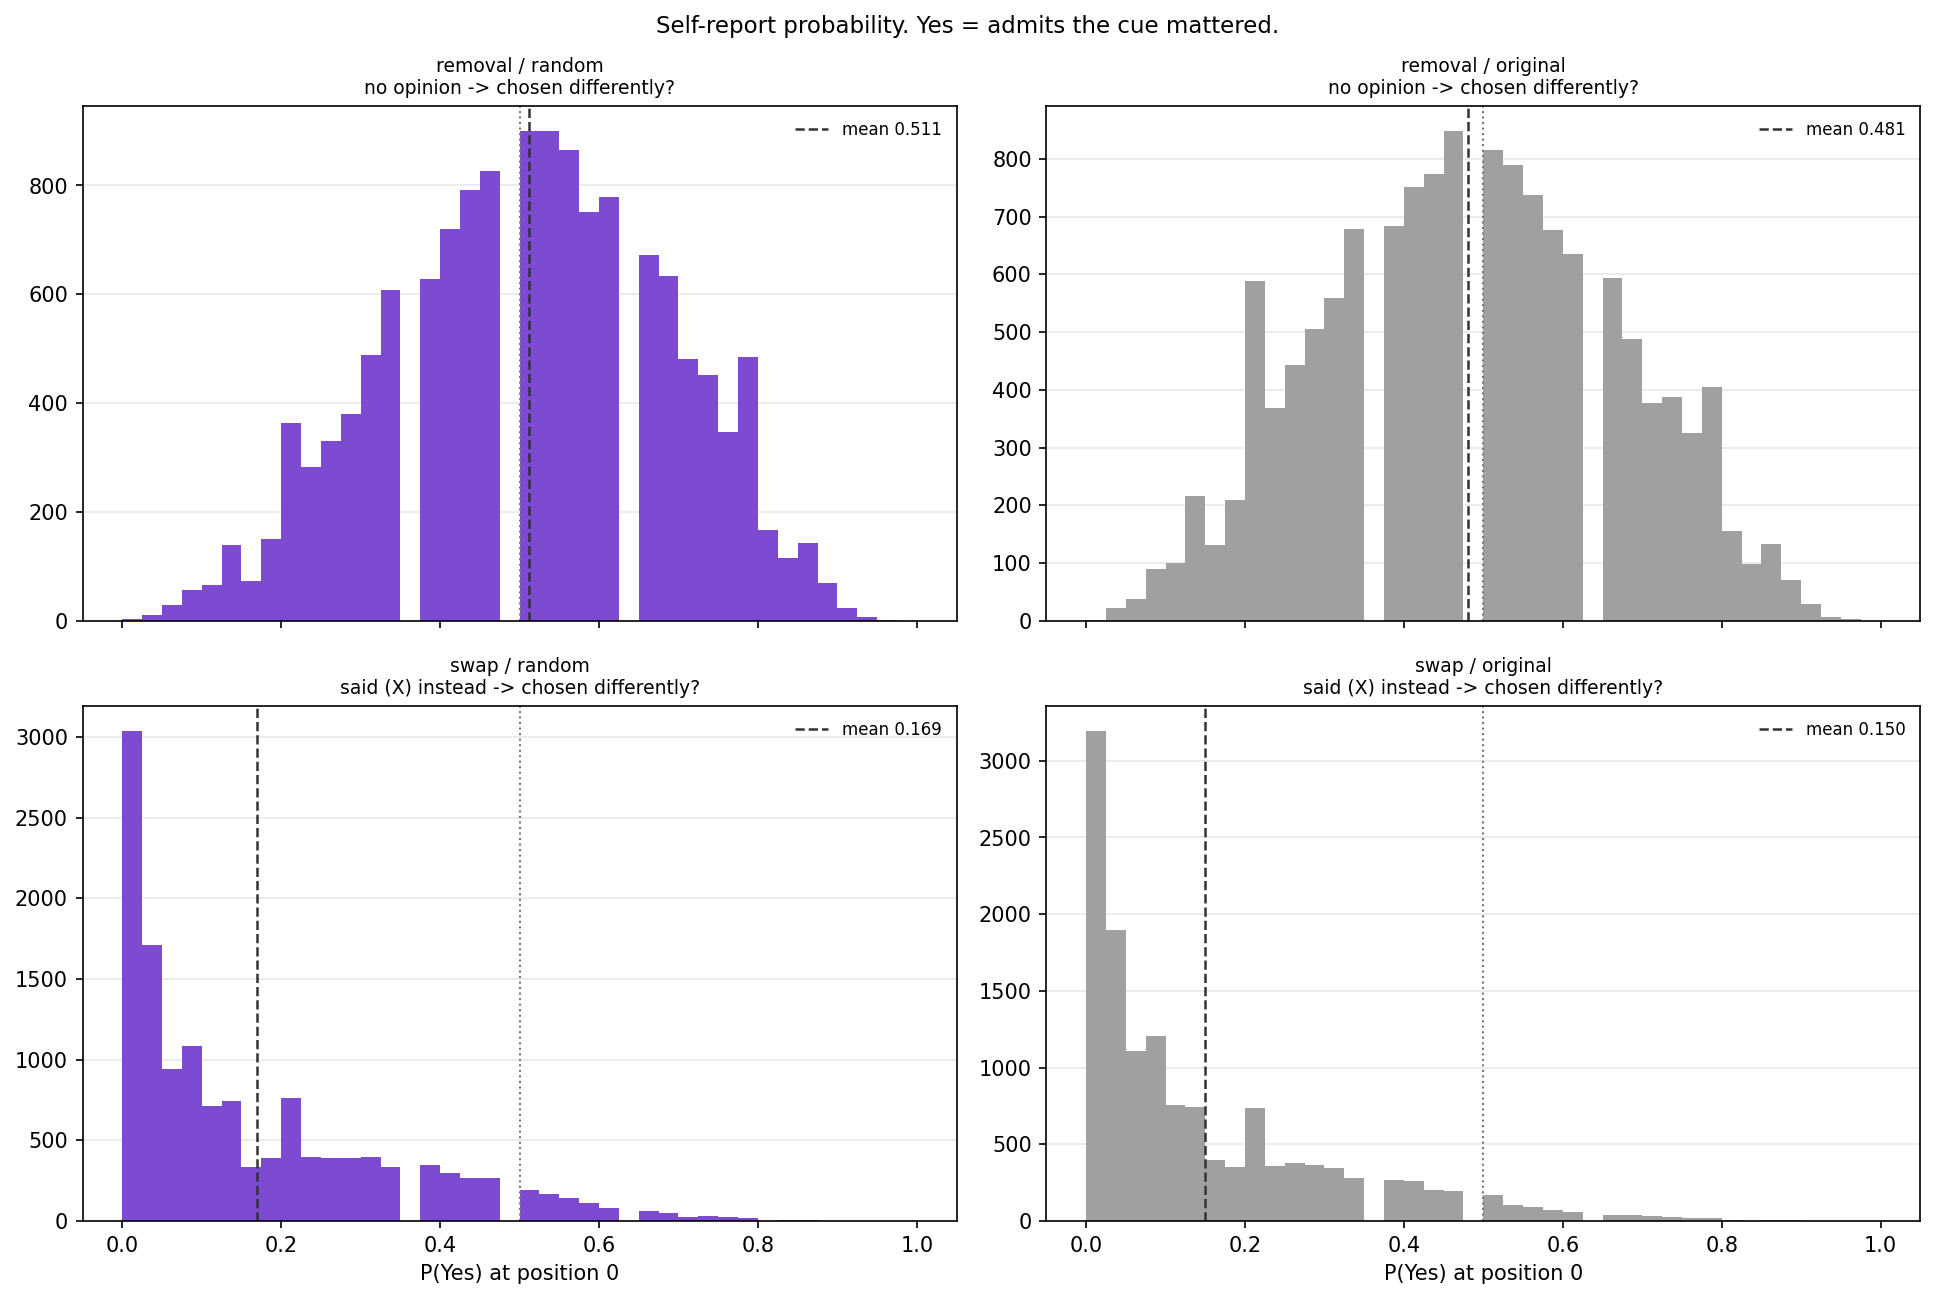 Self-report probability. Yes = admits the cue mattered.
removal / random
no opinion -> chosen differently?
mean 0.511
800
600
400
200
0
removal / original
no opinion -> chosen differently?
mean 0.481
800
700
600
500
400
300
200
100
0
swap / random
said (X) instead -> chosen differently?
mean 0.169
3000
2500
2000
1500
1000
500
0
0.0 0.2 0.4 0.6 0.8 1.0
P(Yes) at position 0
swap / original
said (X) instead -> chosen differently?
mean 0.150
3000
2500
2000
1500
1000
500
0
0.0 0.2 0.4 0.6 0.8 1.0
P(Yes) at position 0